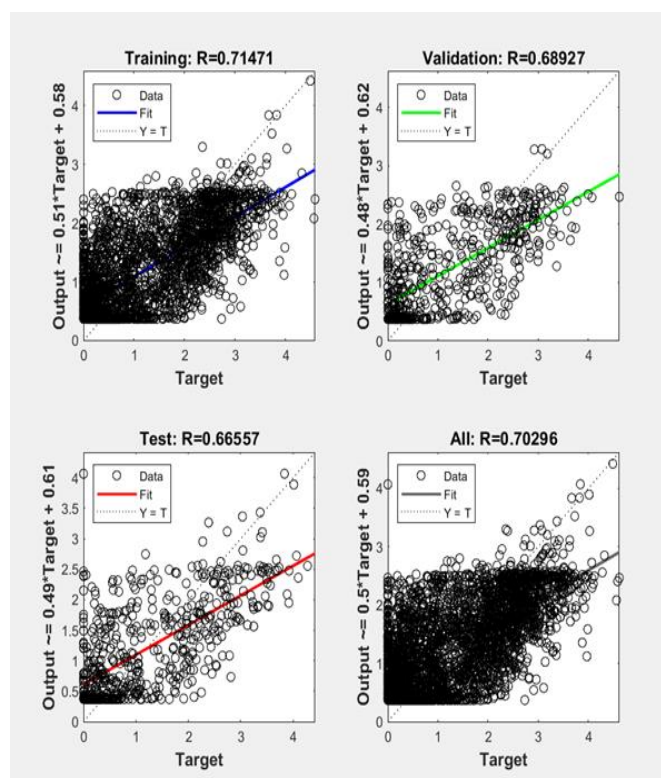 Training: R=0.71471
Output ~= 0.51*Target + 0.58
Data
Fit
Y = T
4
3
2
1
0
0 1 2 3 4
Target
Validation: R=0.68927
Output ~= 0.48*Target + 0.62
Data
Fit
Y = T
4
3
2
1
0
0 1 2 3 4
Target
Test: R=0.66557
Output ~= 0.49*Target + 0.61
Data
Fit
Y = T
4
3.5
3
2.5
2
1.5
1
0.5
0
0 1 2 3 4
Target
All: R=0.70296
Output ~= 0.5*Target + 0.59
Data
Fit
Y = T
4
3
2
1
0
0 1 2 3 4
Target